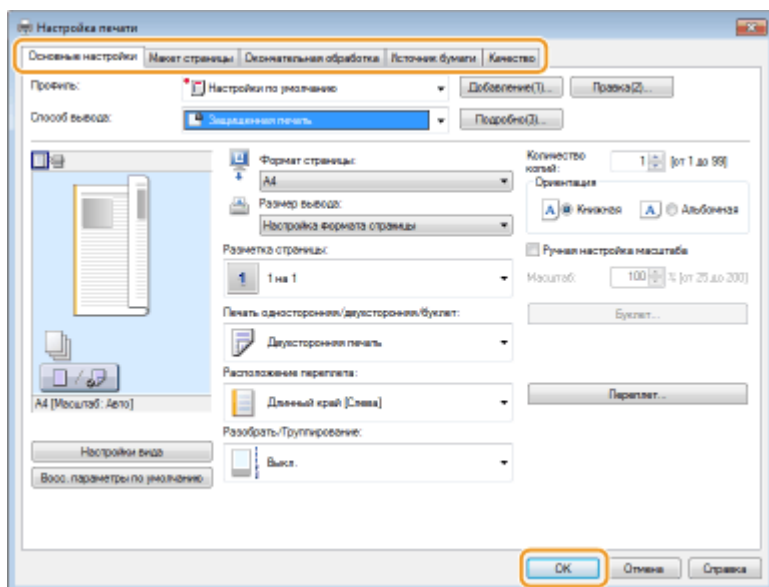 Настройка печати
Основные настройки Макет страницы Окончательная обработка Источник бумаги Качество
Профиль: Настройки по умолчанию Добавление(1)... Правка(2)...
Способ вывода: Защищенная печать Подробно(3)...
Формат страницы:
A4
Размер вывода:
Настройка формата страницы
Количество копий: 1 [от 1 до 99]
Ориентация
A Книжная A Альбомная
Разметка страницы:
1 1 на 1
Ручная настройка масштаба
Масштаб: 100 % [от 25 до 200]
Печать односторонняя/двухсторонняя/буклет:
Двухсторонняя печать
Буклет...
Расположение переплета:
Длинный край [Слева]
Переплет...
A4 [Масштаб: Авто]
Разобрать/Группирование:
Выкл.
Настройки вида
Восс. параметры по умолчанию
OK Отмена Справка